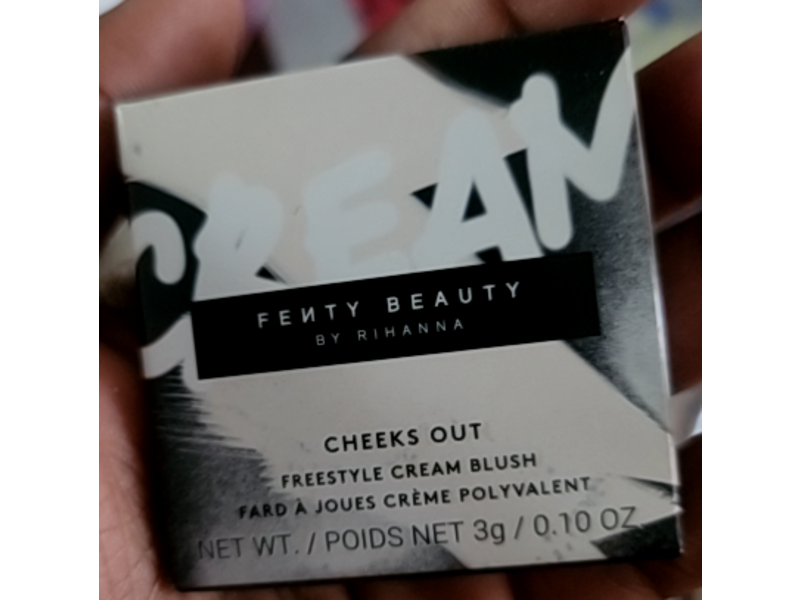 CREAM
FENTY BEAUTY
BY RIHANNA
CHEEKS OUT
FREESTYLE CREAM BLUSH
FARD À JOUES CRÈME POLYVALENT
NET WT. / POIDS NET 3g / 0.10 OZ.